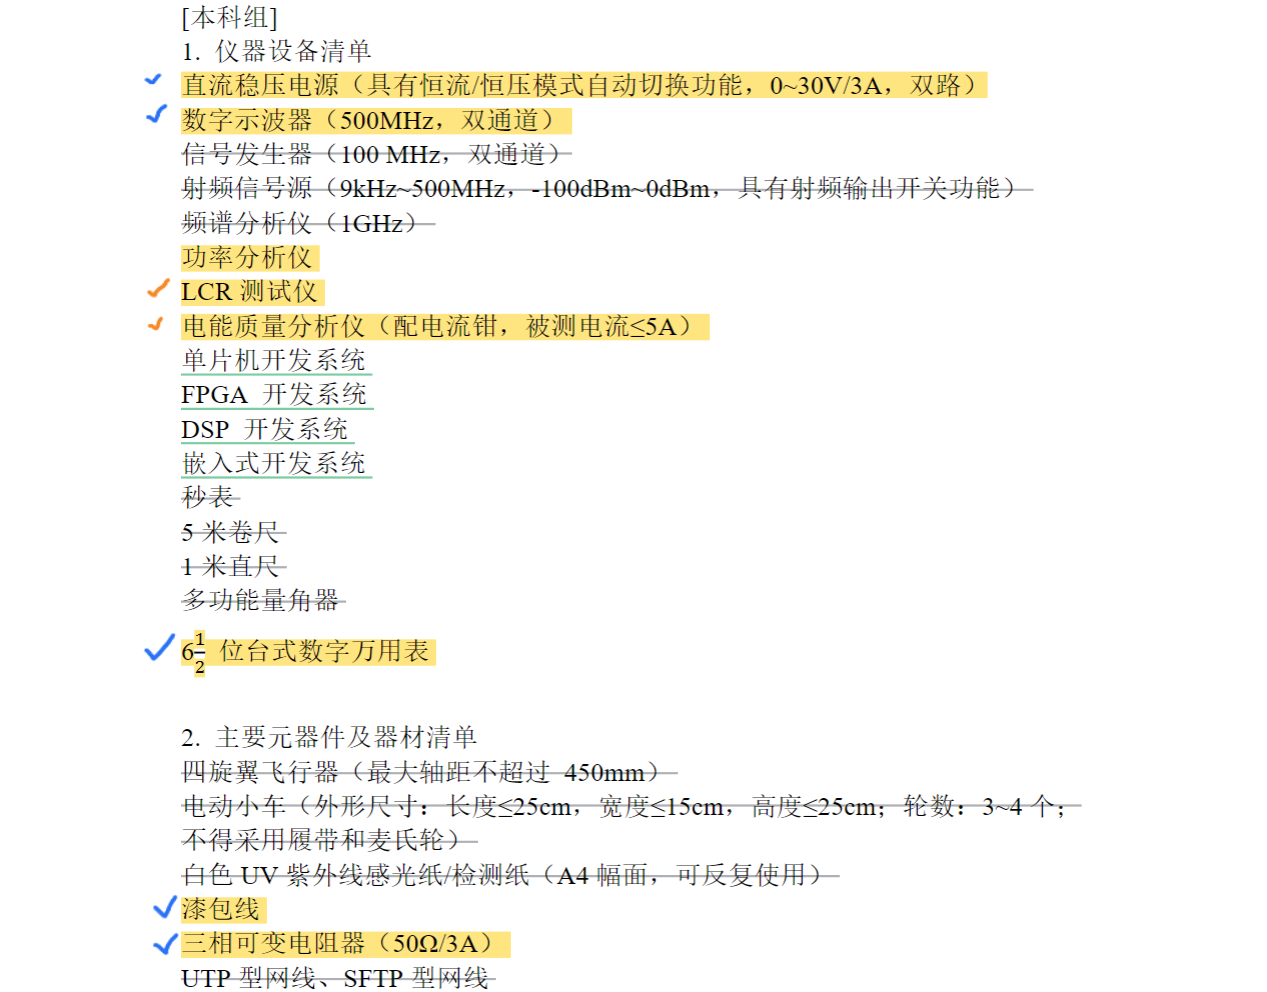 [本科组]
1. 仪器设备清单
直流稳压电源（具有恒流/恒压模式自动切换功能，0~30V/3A，双路）
数字示波器（500MHz，双通道）
信号发生器（100 MHz，双通道）
射频信号源（9kHz~500MHz，-100dBm~0dBm，具有射频输出开关功能）
频谱分析仪（1GHz）
功率分析仪
LCR 测试仪
电能质量分析仪（配电流钳，被测电流≤5A）
单片机开发系统
FPGA 开发系统
DSP 开发系统
嵌入式开发系统
秒表
5 米卷尺
1 米直尺
多功能量角器
6½ 位台式数字万用表
2. 主要元器件及器材清单
四旋翼飞行器（最大轴距不超过 450mm）
电动小车（外形尺寸：长度≤25cm，宽度≤15cm，高度≤25cm；轮数：3~4 个；
不得采用履带和麦氏轮）
白色 UV 紫外线感光纸/检测纸（A4 幅面，可反复使用）
漆包线
三相可变电阻器（50Ω/3A）
UTP 型网线、SFTP 型网线